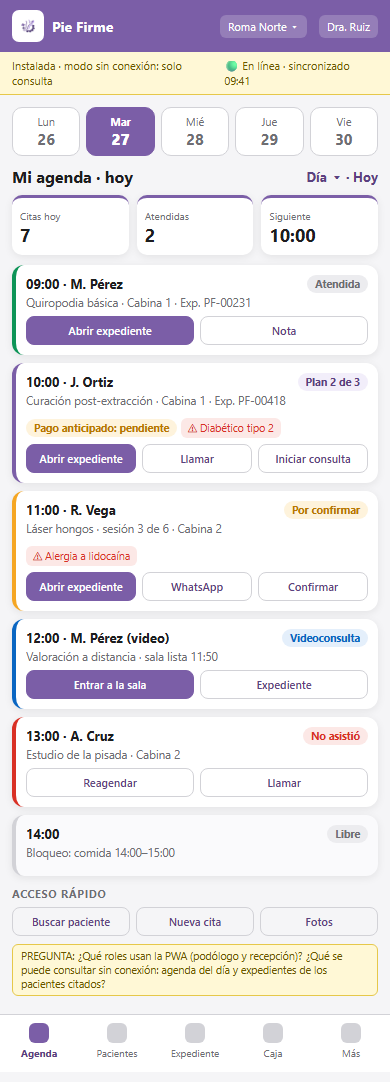 Pie Firme
Roma Norte
Dra. Ruíz
Instalada · modo sin conexión: solo
consulta
En línea · sincronizado
09:41
Lun
26
Mar
27
Mié
28
Jue
29
Vie
30
Mi agenda · hoy
Día · Hoy
Citas hoy
7
Atendidas
2
Siguiente
10:00
09:00 · M. Pérez
Atendida
Quiropodia básica · Cabina 1 · Exp. PF-00231
Abrir expediente
Nota
10:00 · J. Ortiz
Plan 2 de 3
Curación post-extracción · Cabina 1 · Exp. PF-00418
Pago anticipado: pendiente
⚠ Diabético tipo 2
Abrir expediente
Llamar
Iniciar consulta
11:00 · R. Vega
Por confirmar
Láser hongos · sesión 3 de 6 · Cabina 2
⚠ Alergia a lidocaína
Abrir expediente
WhatsApp
Confirmar
12:00 · M. Pérez (video)
Videoconsulta
Valoración a distancia · sala lista 11:50
Entrar a la sala
Expediente
13:00 · A. Cruz
No asistió
Estudio de la pisada · Cabina 2
Reagendar
Llamar
14:00
Libre
Bloqueo: comida 14:00–15:00
ACCESO RÁPIDO
Buscar paciente
Nueva cita
Fotos
PREGUNTA: ¿Qué roles usan la PWA (podólogo y recepción)? ¿Qué se
puede consultar sin conexión: agenda del día y expedientes de los
pacientes citados?
Agenda
Pacientes
Expediente
Caja
Más